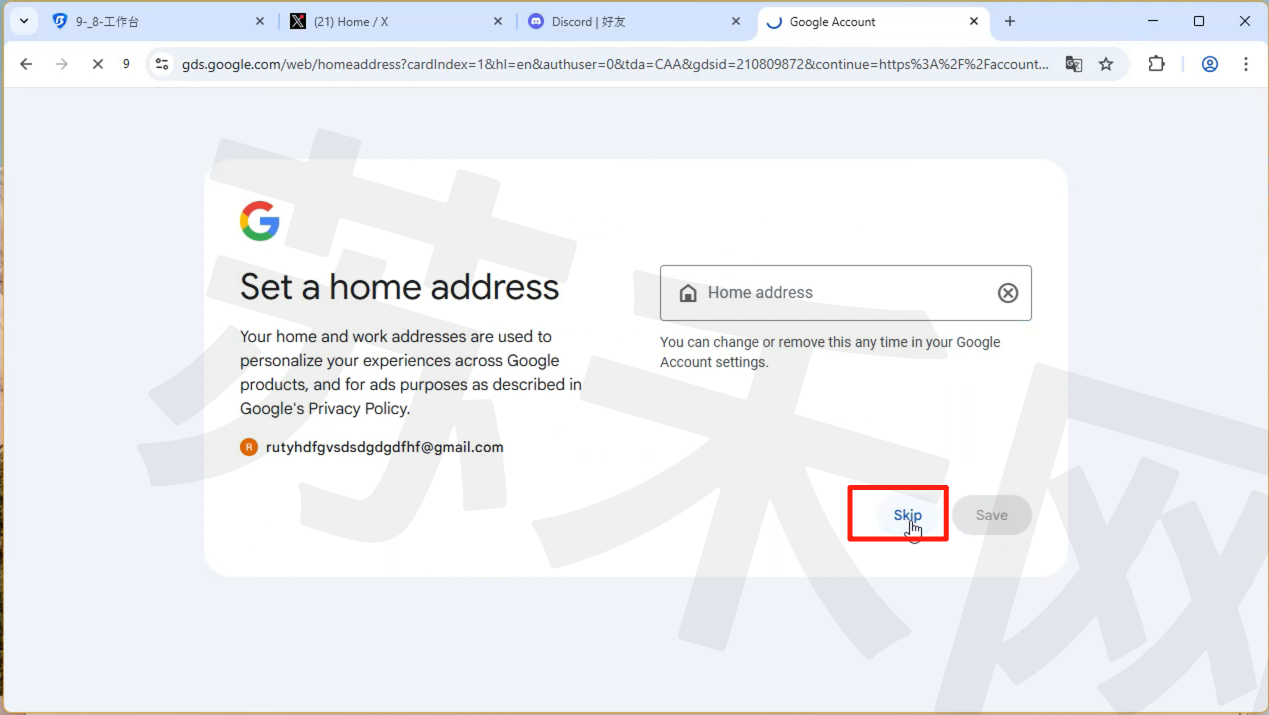 9-_8-工作台
(21) Home / X
Discord | 好友
Google Account
9
gds.google.com/web/homeaddress?cardIndex=1&hl=en&authuser=0&tda=CAA&gdsid=210809872&continue=https%3A%2F%2Faccount...
Set a home address
Your home and work addresses are used to
personalize your experiences across Google
products, and for ads purposes as described in
Google's Privacy Policy.
R
rutyhdfgvsdsdgdgdfhf@gmail.com
Home address
You can change or remove this any time in your Google
Account settings.
Skip
Save
苏禾网